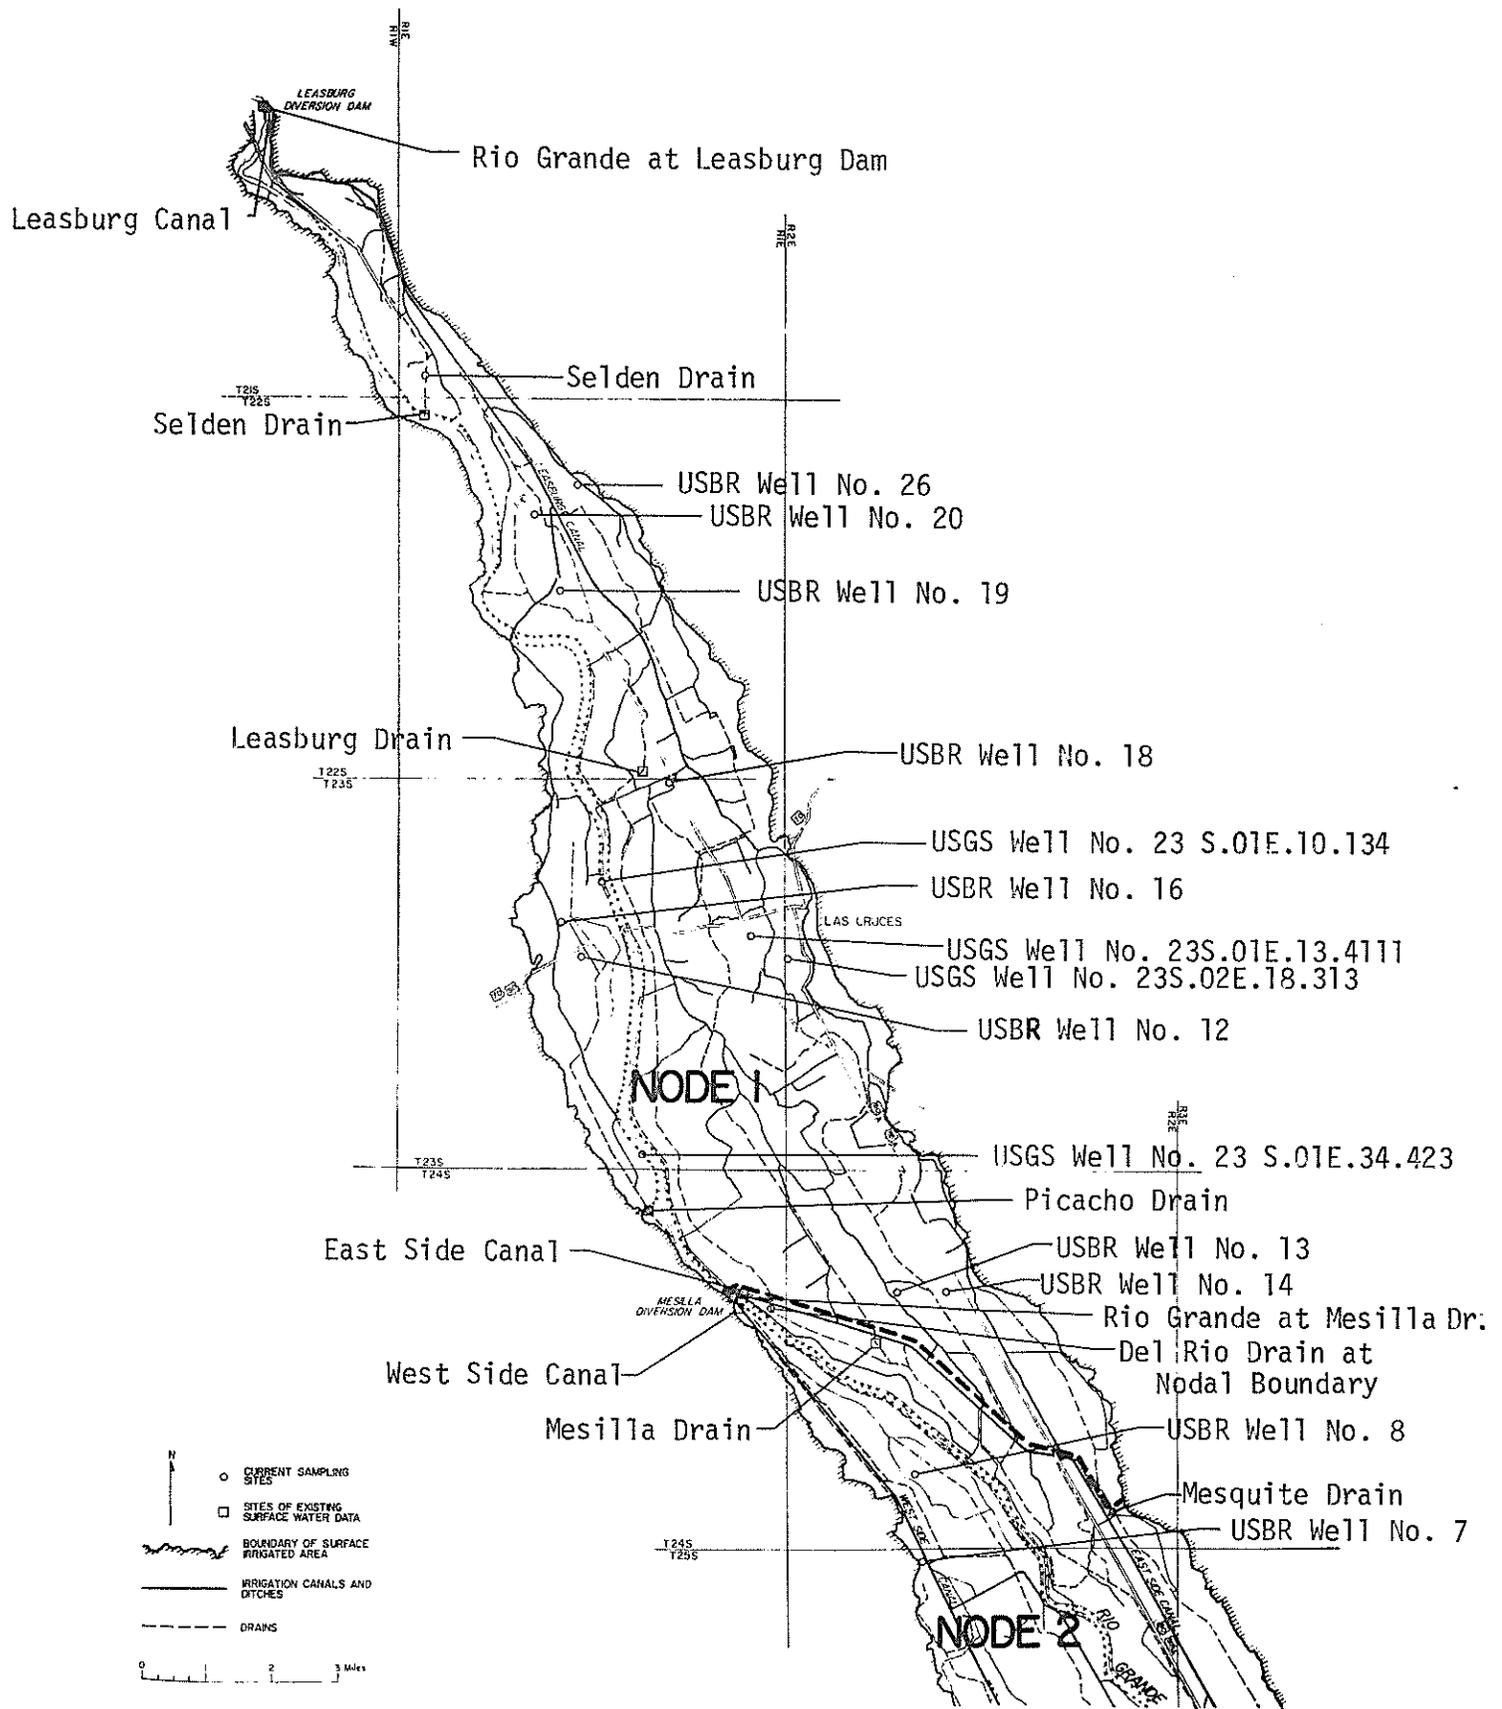 R1E
R1W
LEASBURG
DIVERSION DAM
Rio Grande at Leasburg Dam
Leasburg Canal
R2E
R1E
Selden Drain
T21S
T22S
Selden Drain
USBR Well No. 26
USBR Well No. 20
LEASBURG CANAL
USBR Well No. 19
Leasburg Drain
USBR Well No. 18
T22S
T23S
USGS Well No. 23 S.01E.10.134
USBR Well No. 16
LAS CRUCES
USGS Well No. 23S.01E.13.4111
USGS Well No. 23S.02E.18.313
USBR Well No. 12
NODE 1
R3E
R2E
USGS Well No. 23 S.01E.34.423
T23S
T24S
Picacho Drain
East Side Canal
USBR Well No. 13
USBR Well No. 14
MESILLA
DIVERSION DAM
Rio Grande at Mesilla Dr.
Del Rio Drain at
Nodal Boundary
West Side Canal
Mesilla Drain
USBR Well No. 8
Mesquite Drain
USBR Well No. 7
T24S
T25S
WEST SIDE
CANAL
EAST SIDE CANAL
NODE 2
RIO
GRANDE
N
CURRENT SAMPLING
SITES
SITES OF EXISTING
SURFACE WATER DATA
BOUNDARY OF SURFACE
IRRIGATED AREA
IRRIGATION CANALS AND
DITCHES
DRAINS
0 1 2 3 Miles